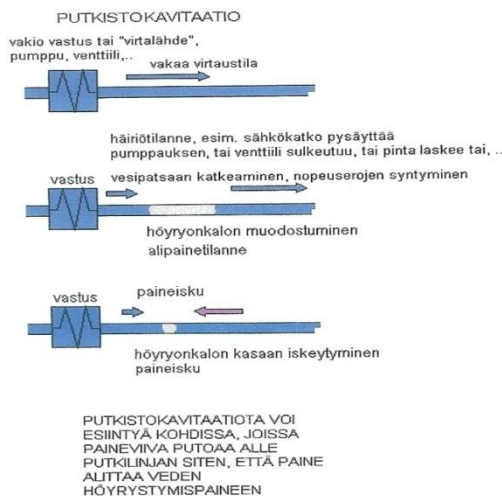 PUTKISTOKAVITAATIO
vakio vastus tai "virtalähde",
pumppu, venttiili,..
vakaa virtaustila
häiriötilanne, esim. sähkökatko pysäyttää
pumppauksen, tai venttiili sulkeutuu, tai pinta laskee tai, ..
vastus
vesipatsaan katkeaminen, nopeuserojen syntyminen
höyryonkalon muodostuminen
alipainetilanne
vastus
paineisku
höyryonkalon kasaan iskeytyminen
paineisku
PUTKISTOKAVITAATIOTA VOI
ESIINTYÄ KOHDISSA, JOISSA
PAINEVIIVA PUTOAA ALLE
PUTKILINJAN SITEN, ETTÄ PAINE
ALITTAA VEDEN
HÖYRYSTYMISPAINEEN